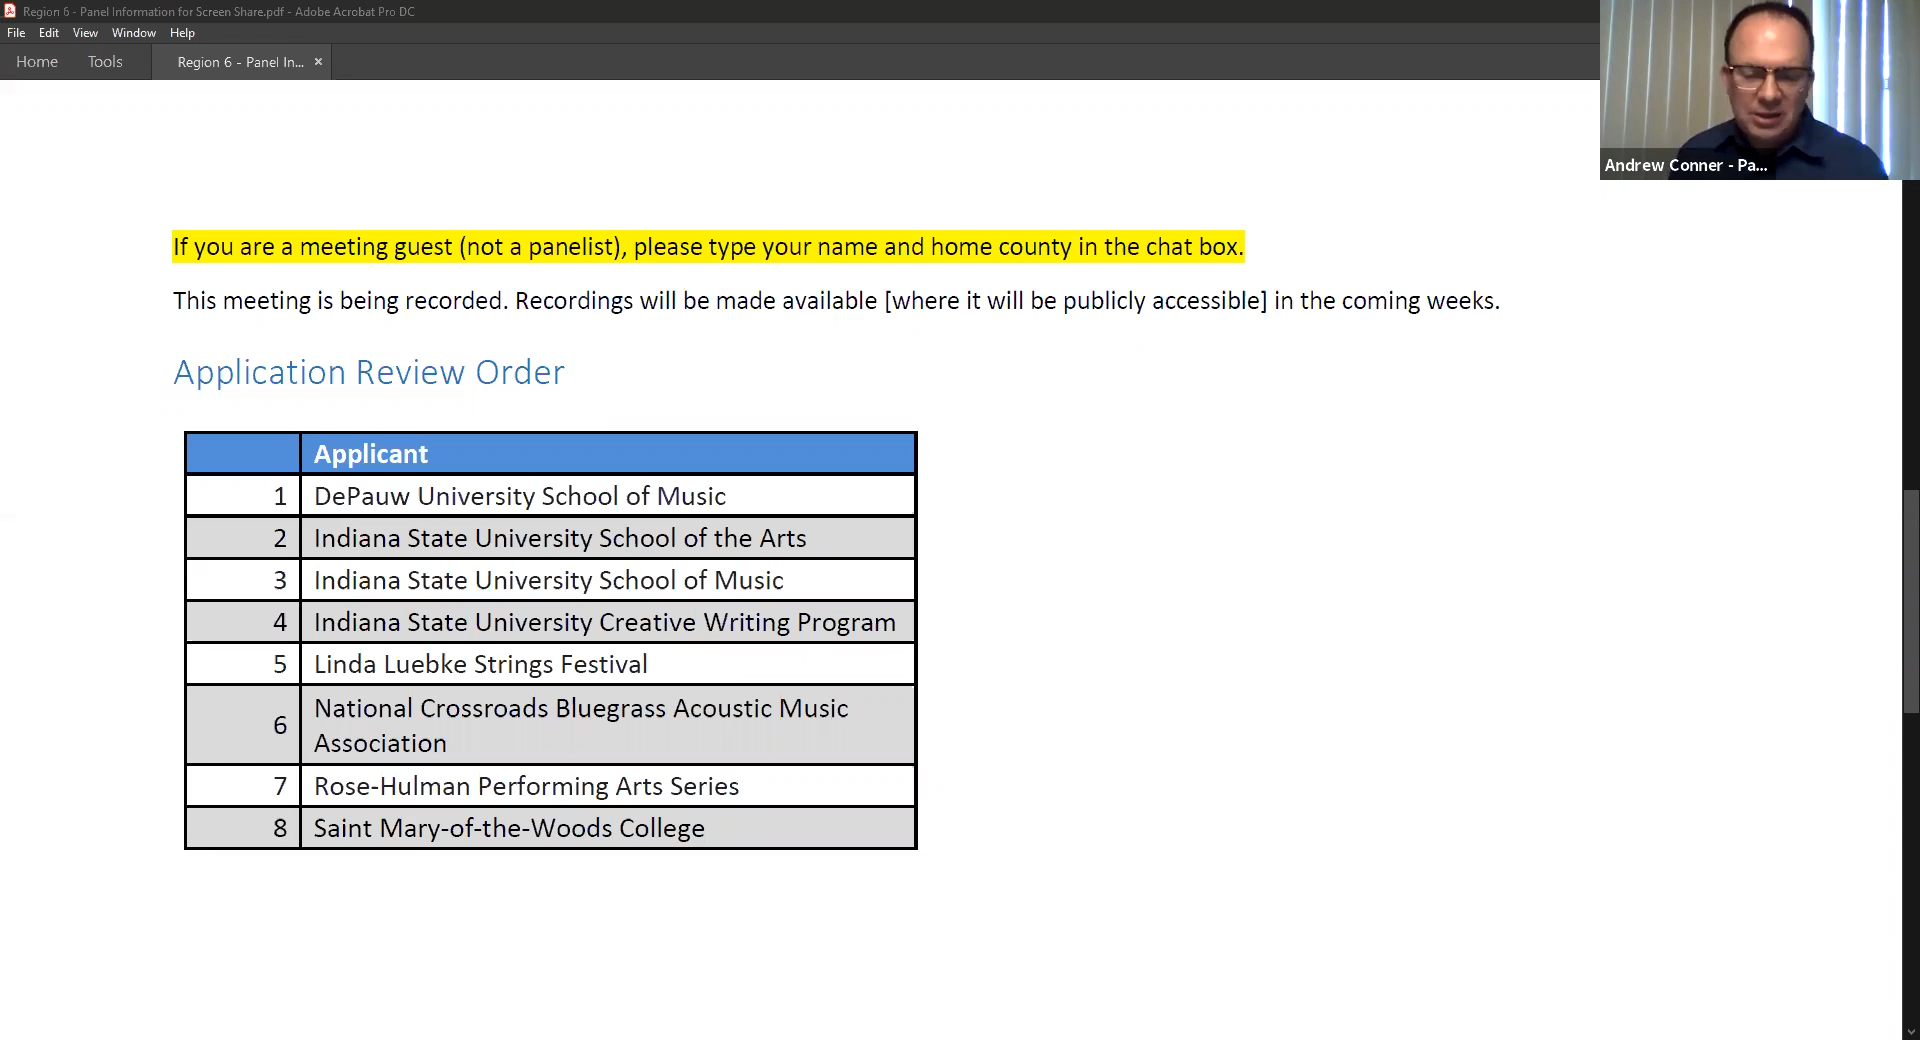 Region 6 - Panel Information for Screen Share.pdf - Adobe Acrobat Pro DC
File Edit View Window Help
Home Tools Region 6 - Panel In... ×
Andrew Conner - Pa...
If you are a meeting guest (not a panelist), please type your name and home county in the chat box.
This meeting is being recorded. Recordings will be made available [where it will be publicly accessible] in the coming weeks.
Application Review Order
Applicant
1 DePauw University School of Music
2 Indiana State University School of the Arts
3 Indiana State University School of Music
4 Indiana State University Creative Writing Program
5 Linda Luebke Strings Festival
6 National Crossroads Bluegrass Acoustic Music
Association
7 Rose-Hulman Performing Arts Series
8 Saint Mary-of-the-Woods College